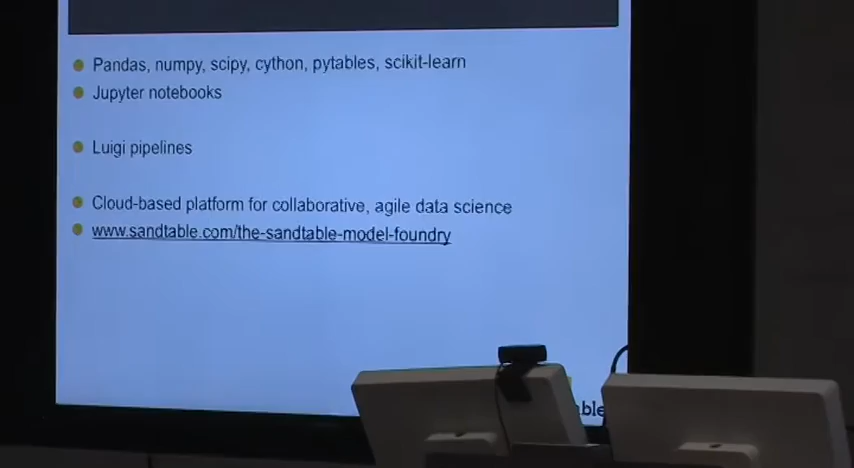 Pandas, numpy, scipy, cython, pytables, scikit-learn
Jupyter notebooks
Luigi pipelines
Cloud-based platform for collaborative, agile data science
www.sandtable.com/the-sandtable-model-foundry